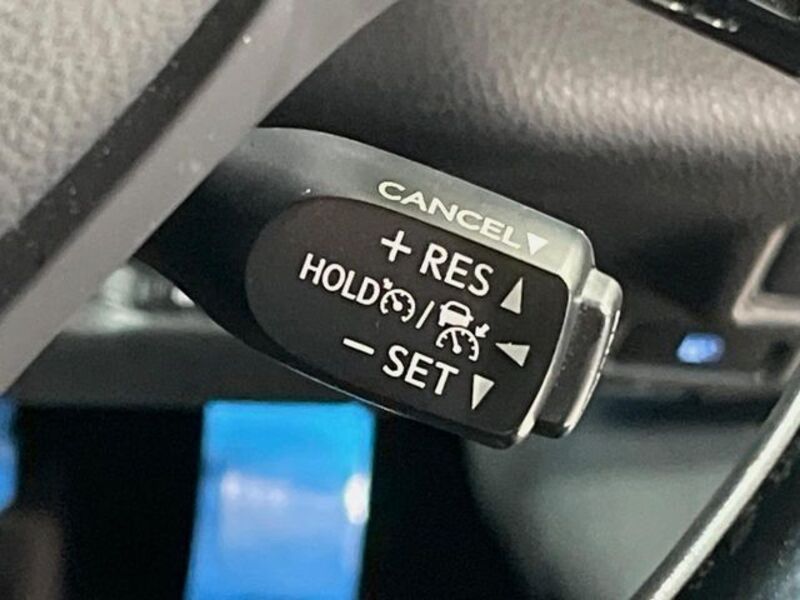 CANCEL▼
+ RES ▲
HOLD / ◀
− SET ▼